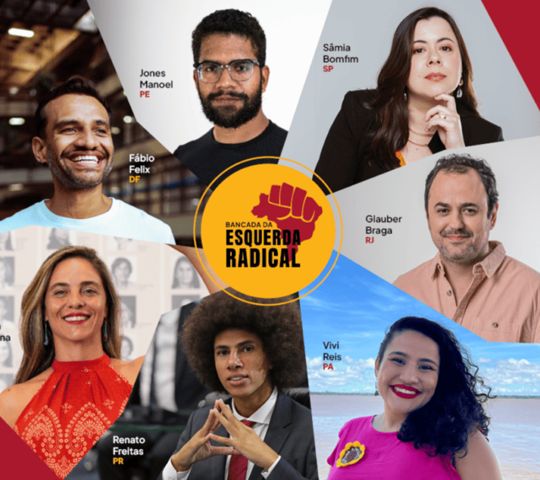 Jones
Manoel
PE
Sâmia
Bomfim
SP
Fábio
Felix
DF
BANCADA DA
ESQUERDA
RADICAL
Glauber
Braga
RJ
Vivi
Reis
PA
Renato
Freitas
PR